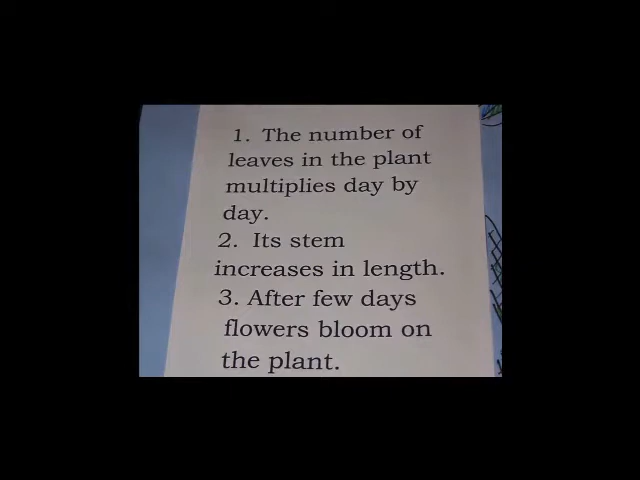 1. The number of
leaves in the plant
multiplies day by
day.
2. Its stem
increases in length.
3. After few days
flowers bloom on
the plant.